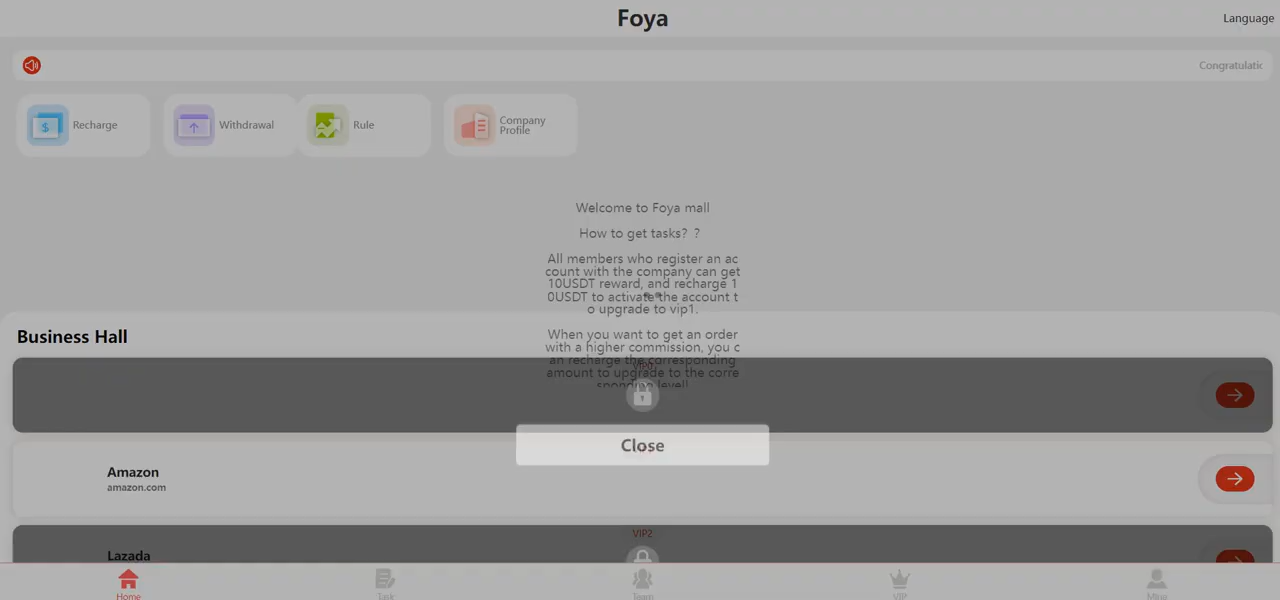 Foya
Language
Congratulatic
Recharge
Withdrawal
Rule
Company
Profile
Welcome to Foya mall
How to get tasks? ?
All members who register an ac
count with the company can get
10USDT reward, and recharge 1
0USDT to activate the account t
o upgrade to vip1.
When you want to get an order
with a higher commission, you c
an recharge the corresponding
amount to upgrade to the corre
sponding level!
Business Hall
Close
Amazon
amazon.com
VIP2
Lazada
Home
Task
Team
VIP
Mine